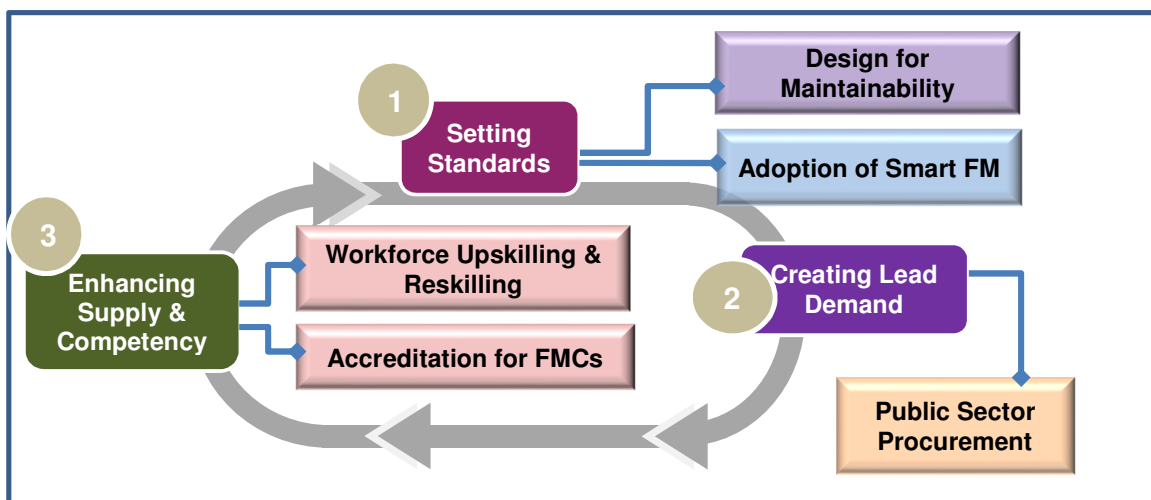 1
Setting
Standards
Design for
Maintainability
Adoption of Smart FM
2
Creating Lead
Demand
Public Sector
Procurement
3
Enhancing
Supply &
Competency
Workforce Upskilling &
Reskilling
Accreditation for FMCs